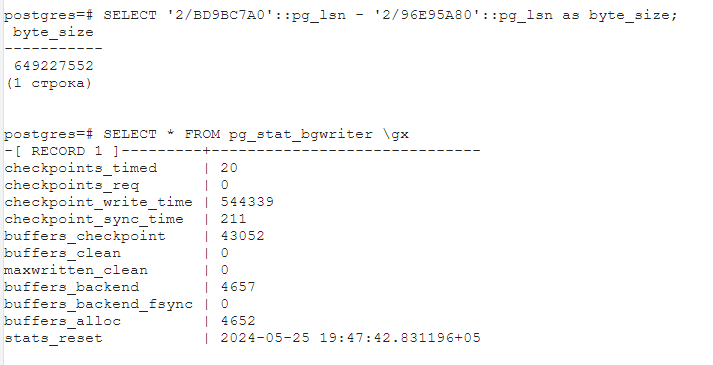 postgres=# SELECT '2/BD9BC7A0'::pg_lsn - '2/96E95A80'::pg_lsn as byte_size;
 byte_size
-----------
 649227552
(1 строка)
postgres=# SELECT * FROM pg_stat_bgwriter \gx
-[ RECORD 1 ]---------+------------------------------
checkpoints_timed     | 20
checkpoints_req       | 0
checkpoint_write_time | 544339
checkpoint_sync_time  | 211
buffers_checkpoint    | 43052
buffers_clean         | 0
maxwritten_clean      | 0
buffers_backend       | 4657
buffers_backend_fsync | 0
buffers_alloc         | 4652
stats_reset           | 2024-05-25 19:47:42.831196+05